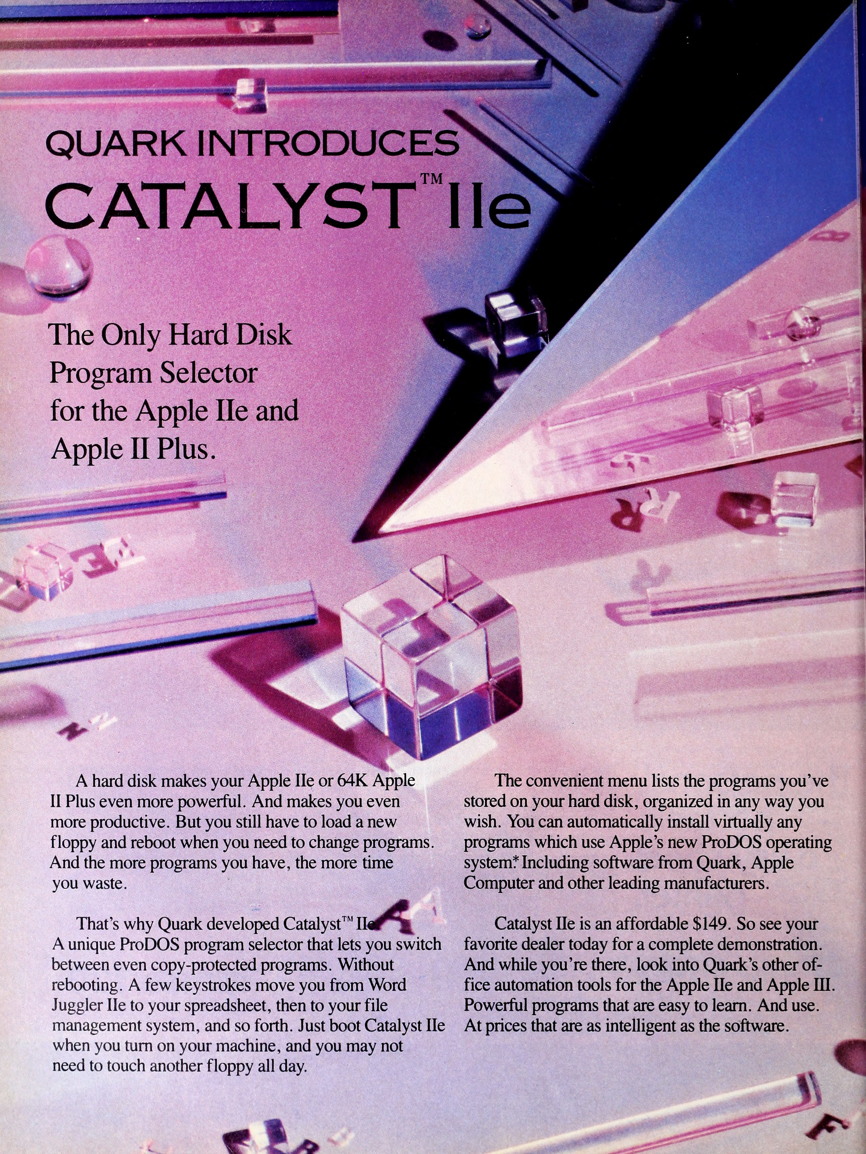 QUARK INTRODUCES
CATALYST™ IIe
The Only Hard Disk
Program Selector
for the Apple IIe and
Apple II Plus.
A hard disk makes your Apple IIe or 64K Apple
II Plus even more powerful. And makes you even
more productive. But you still have to load a new
floppy and reboot when you need to change programs.
And the more programs you have, the more time
you waste.
That's why Quark developed Catalyst™ IIe.
A unique ProDOS program selector that lets you switch
between even copy-protected programs. Without
rebooting. A few keystrokes move you from Word
Juggler IIe to your spreadsheet, then to your file
management system, and so forth. Just boot Catalyst IIe
when you turn on your machine, and you may not
need to touch another floppy all day.
The convenient menu lists the programs you've
stored on your hard disk, organized in any way you
wish. You can automatically install virtually any
programs which use Apple's new ProDOS operating
system.* Including software from Quark, Apple
Computer and other leading manufacturers.
Catalyst IIe is an affordable $149. So see your
favorite dealer today for a complete demonstration.
And while you're there, look into Quark's other of-
fice automation tools for the Apple IIe and Apple III.
Powerful programs that are easy to learn. And use.
At prices that are as intelligent as the software.